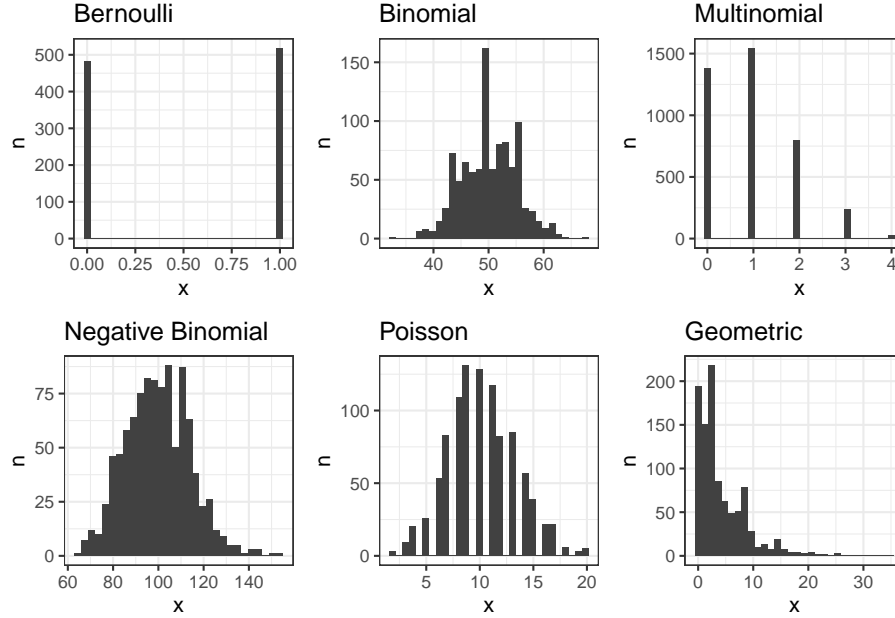 Bernoulli
500
400
300
200
100
0
n
0.00 0.25 0.50 0.75 1.00
x
Binomial
150
100
50
0
n
40 50 60
x
Multinomial
1500
1000
500
0
n
0 1 2 3 4
x
Negative Binomial
75
50
25
0
n
60 80 100 120 140
x
Poisson
100
50
0
n
5 10 15 20
x
Geometric
200
150
100
50
0
n
0 10 20 30
x